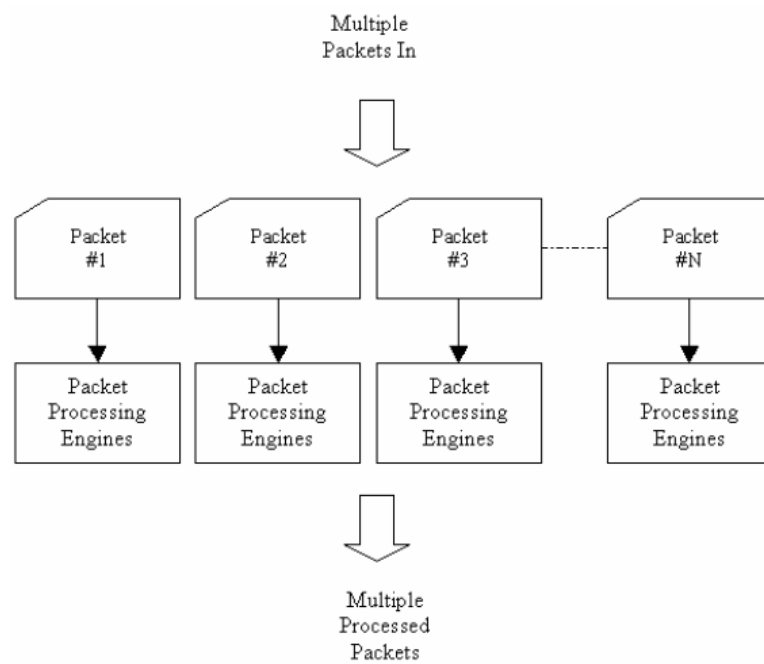 Multiple
Packets In
Packet
#1
Packet
#2
Packet
#3
Packet
#N
Packet
Processing
Engines
Packet
Processing
Engines
Packet
Processing
Engines
Packet
Processing
Engines
Multiple
Processed
Packets